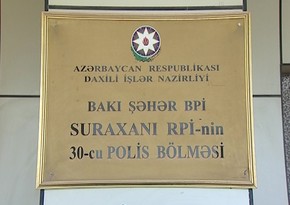 AZƏRBAYCAN RESPUBLİKASI
DAXİLİ İŞLƏR NAZİRLİYİ
BAKI ŞƏHƏR BPİ
SURAXANI RPİ-nin
30-cu POLİS BÖLMƏSİ